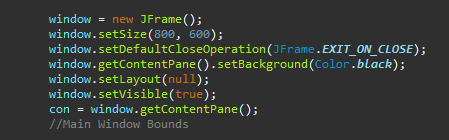 window = new JFrame();
window.setSize(800, 600);
window.setDefaultCloseOperation(JFrame.EXIT_ON_CLOSE);
window.getContentPane().setBackground(Color.black);
window.setLayout(null);
window.setVisible(true);
con = window.getContentPane();
//Main Window Bounds